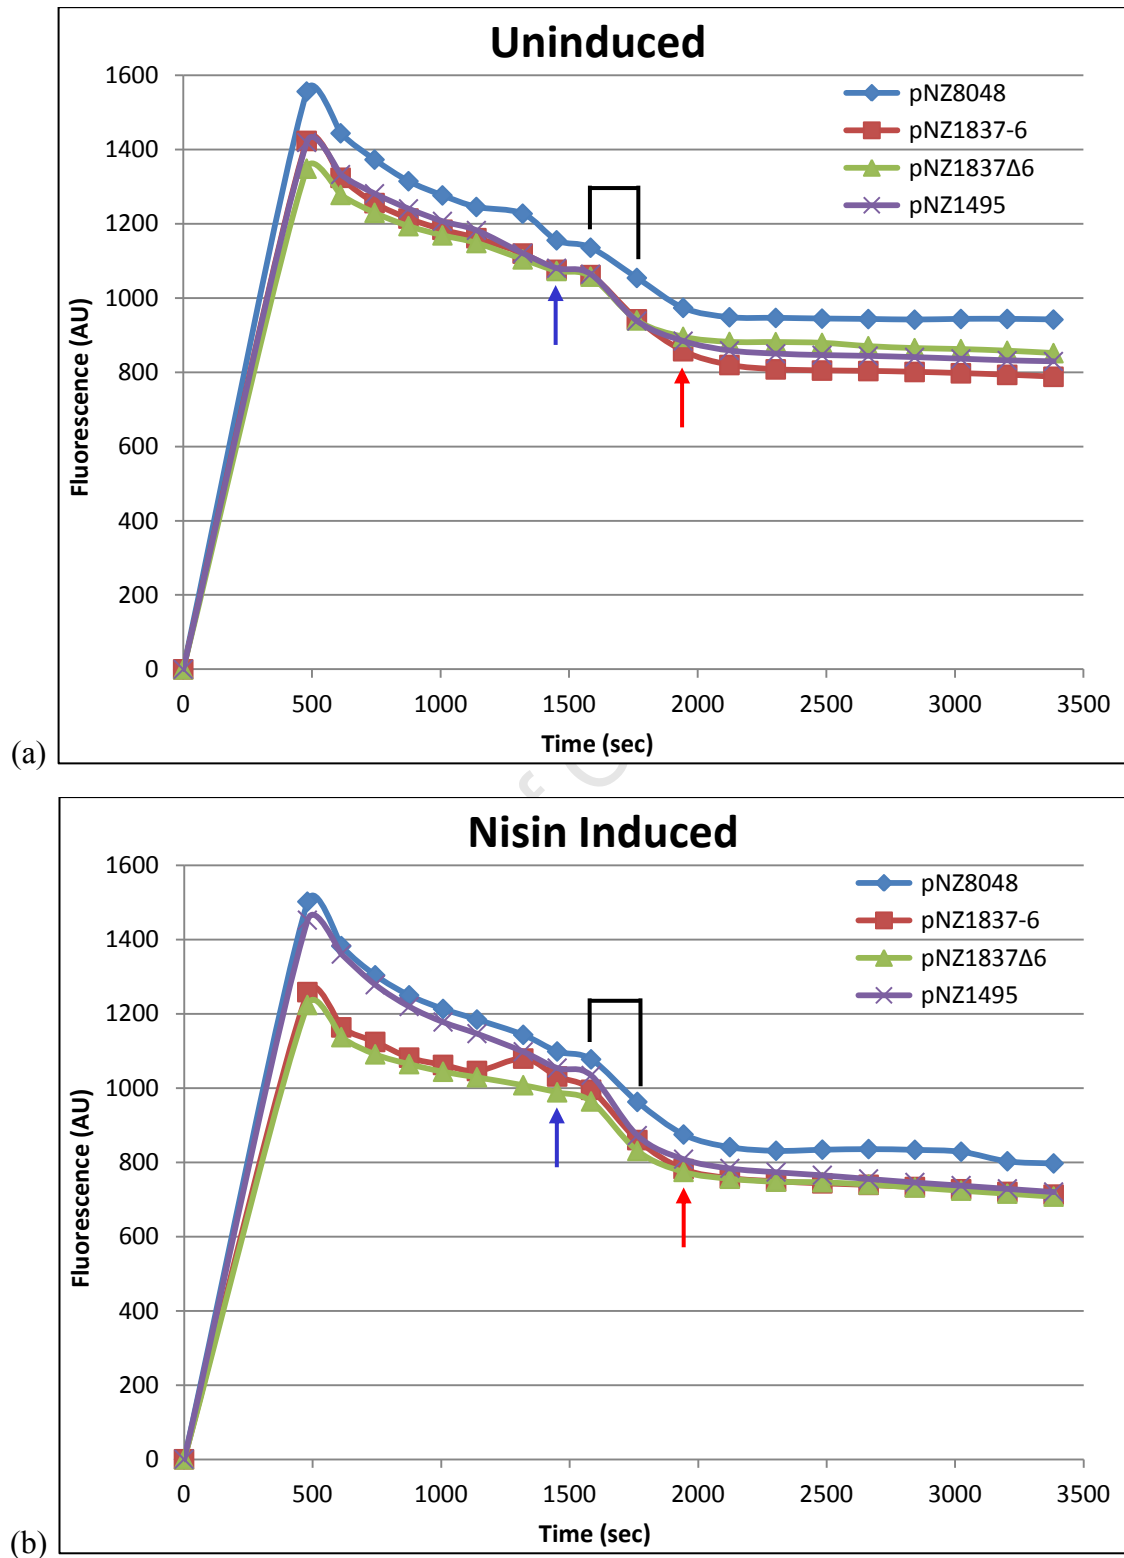 Uninduced
1600
1400
1200
1000
800
600
400
200
0
Fluorescence (AU)
0 500 1000 1500 2000 2500 3000 3500
Time (sec)
pNZ8048
pNZ1837-6
pNZ1837Δ6
pNZ1495
(a)
Nisin Induced
1600
1400
1200
1000
800
600
400
200
0
Fluorescence (AU)
0 500 1000 1500 2000 2500 3000 3500
Time (sec)
pNZ8048
pNZ1837-6
pNZ1837Δ6
pNZ1495
(b)